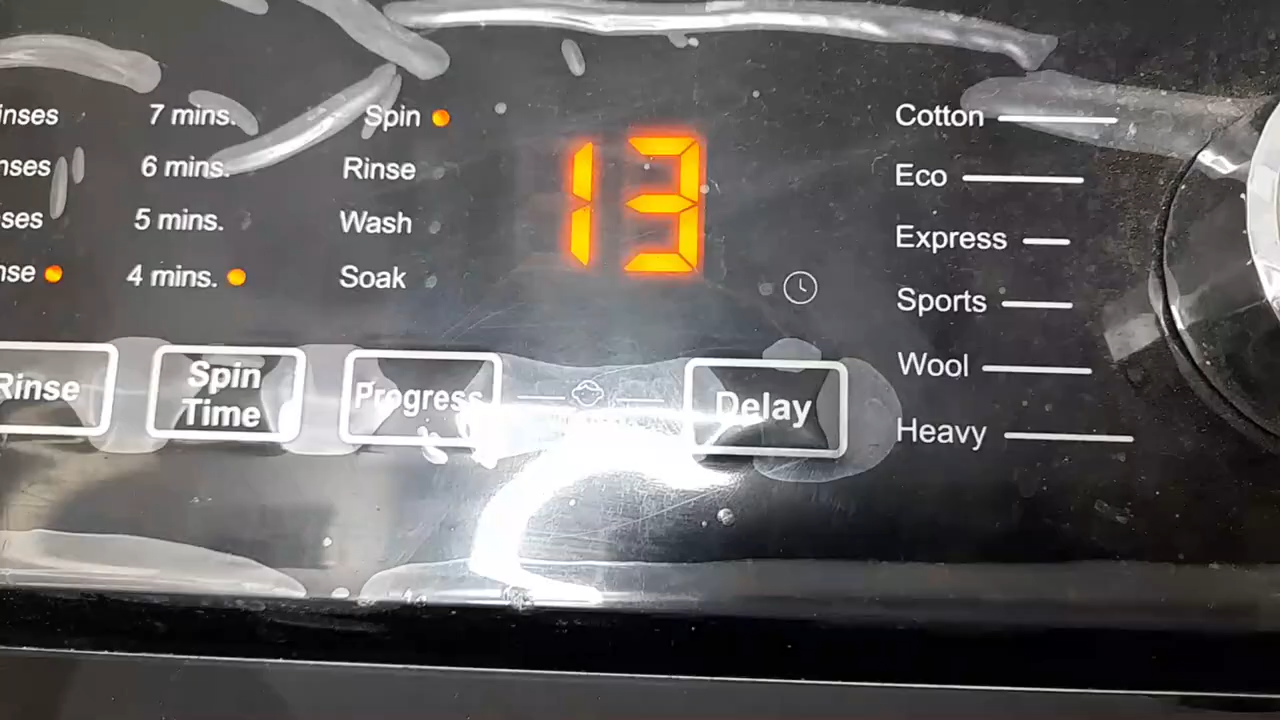 inses 7 mins. Spin 13 Cotton
nses 6 mins. Rinse Eco
ses 5 mins. Wash Express
nse 4 mins. Soak Sports
Wool
Rinse Spin Time Progress Delay
Heavy